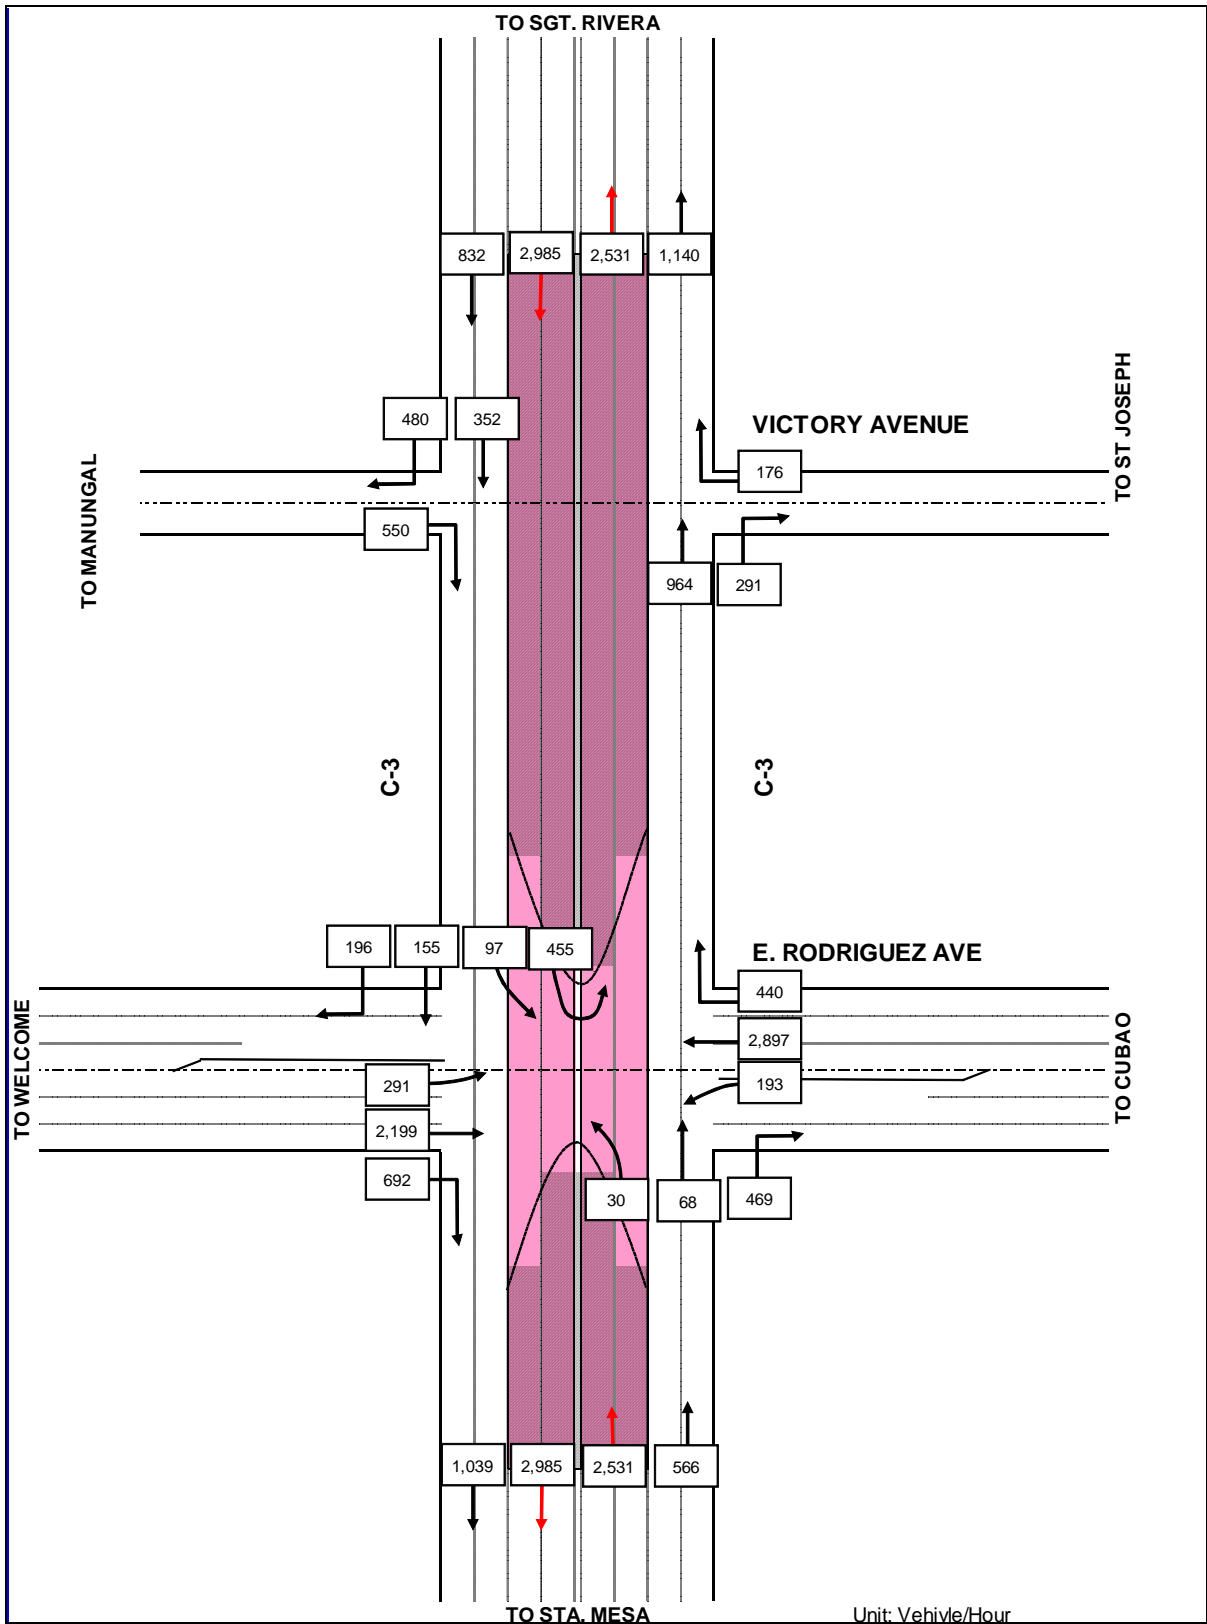 TO SGT. RIVERA
832
2,985
2,531
1,140
480
352
VICTORY AVENUE
176
TO MANUNGAL
TO ST JOSEPH
550
964
291
C-3
C-3
196
155
97
455
E. RODRIGUEZ AVE
440
2,897
193
TO WELCOME
TO CUBAO
291
2,199
692
30
68
469
1,039
2,985
2,531
566
TO STA. MESA
Unit: Vehivle/Hour